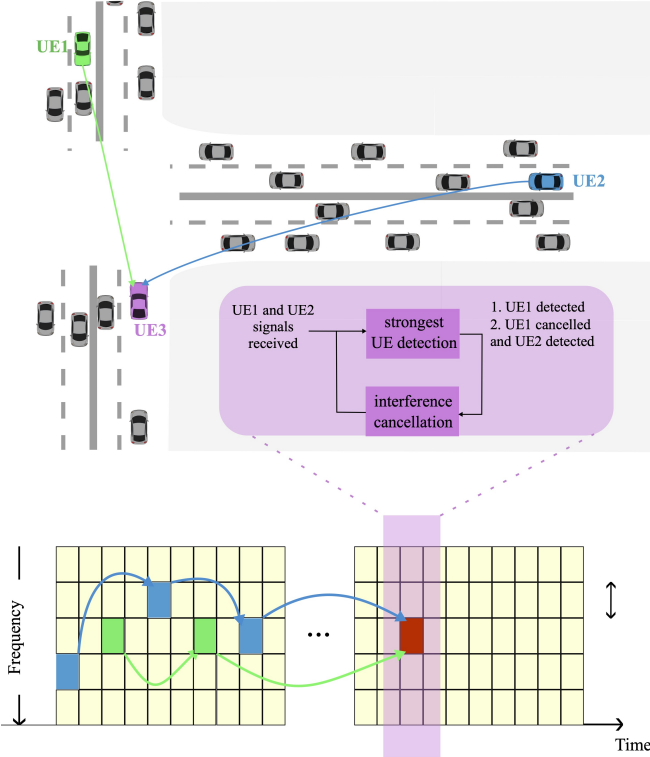 UE1
UE2
UE3
UE1 and UE2
signals
received
strongest
UE detection
interference
cancellation
1. UE1 detected
2. UE1 cancelled
and UE2 detected
Frequency
...
Time